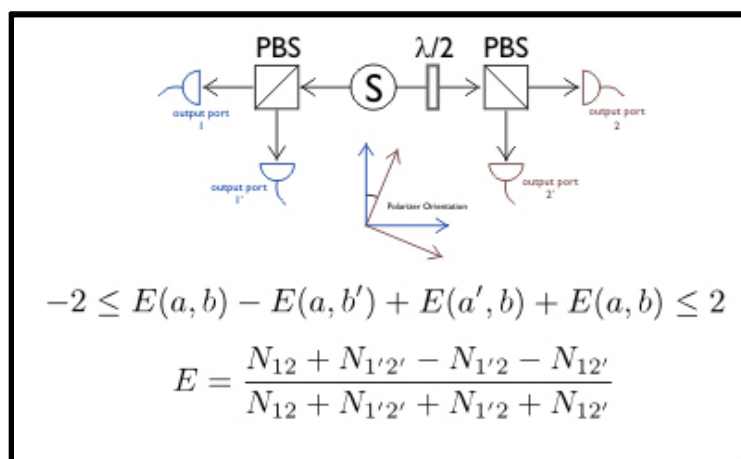 PBS S λ/2 PBS
output port
1
output port
2
output port
1'
Polarizer Orientation
output port
2'
−2 ≤ E(a, b) − E(a, b′) + E(a′, b) + E(a, b) ≤ 2
E = (N₁₂ + N₁′₂′ − N₁′₂ − N₁₂′) / (N₁₂ + N₁′₂′ + N₁′₂ + N₁₂′)